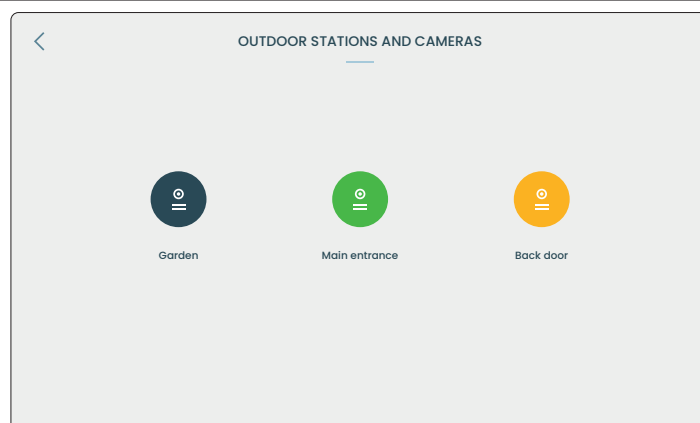 OUTDOOR STATIONS AND CAMERAS
Garden
Main entrance
Back door